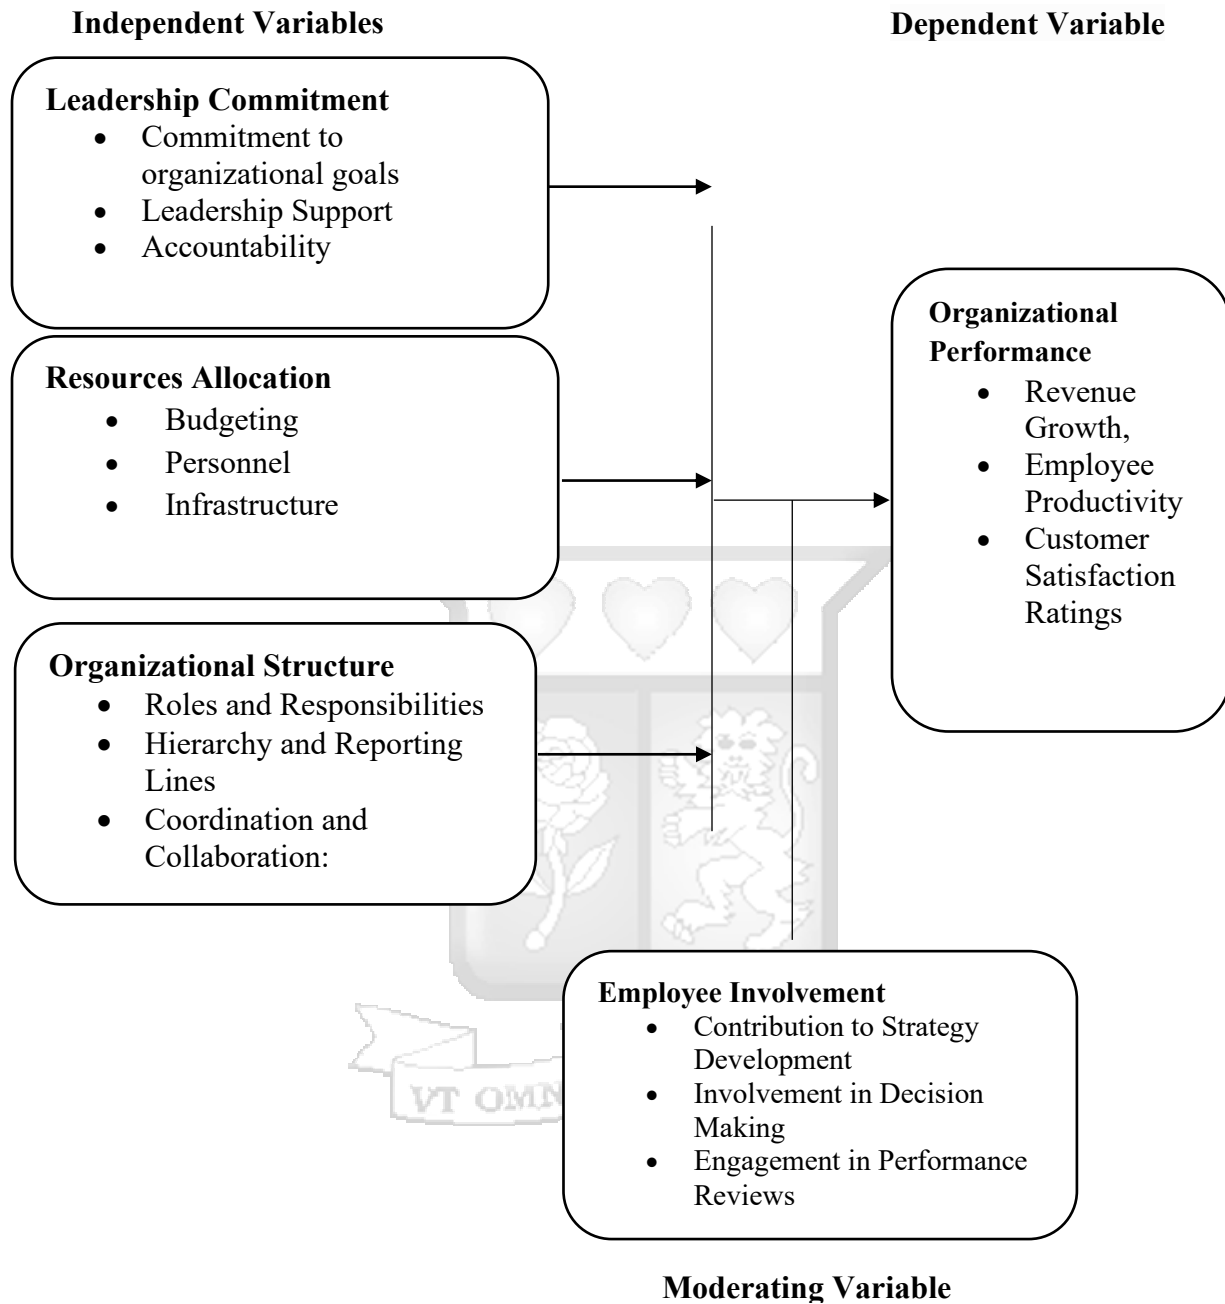 Independent Variables
Dependent Variable
Leadership Commitment
• Commitment to
organizational goals
• Leadership Support
• Accountability
Resources Allocation
• Budgeting
• Personnel
• Infrastructure
Organizational Structure
• Roles and Responsibilities
• Hierarchy and Reporting
Lines
• Coordination and
Collaboration:
Organizational
Performance
• Revenue
Growth,
• Employee
Productivity
• Customer
Satisfaction
Ratings
Employee Involvement
• Contribution to Strategy
Development
• Involvement in Decision
Making
• Engagement in Performance
Reviews
Moderating Variable
VT OMN